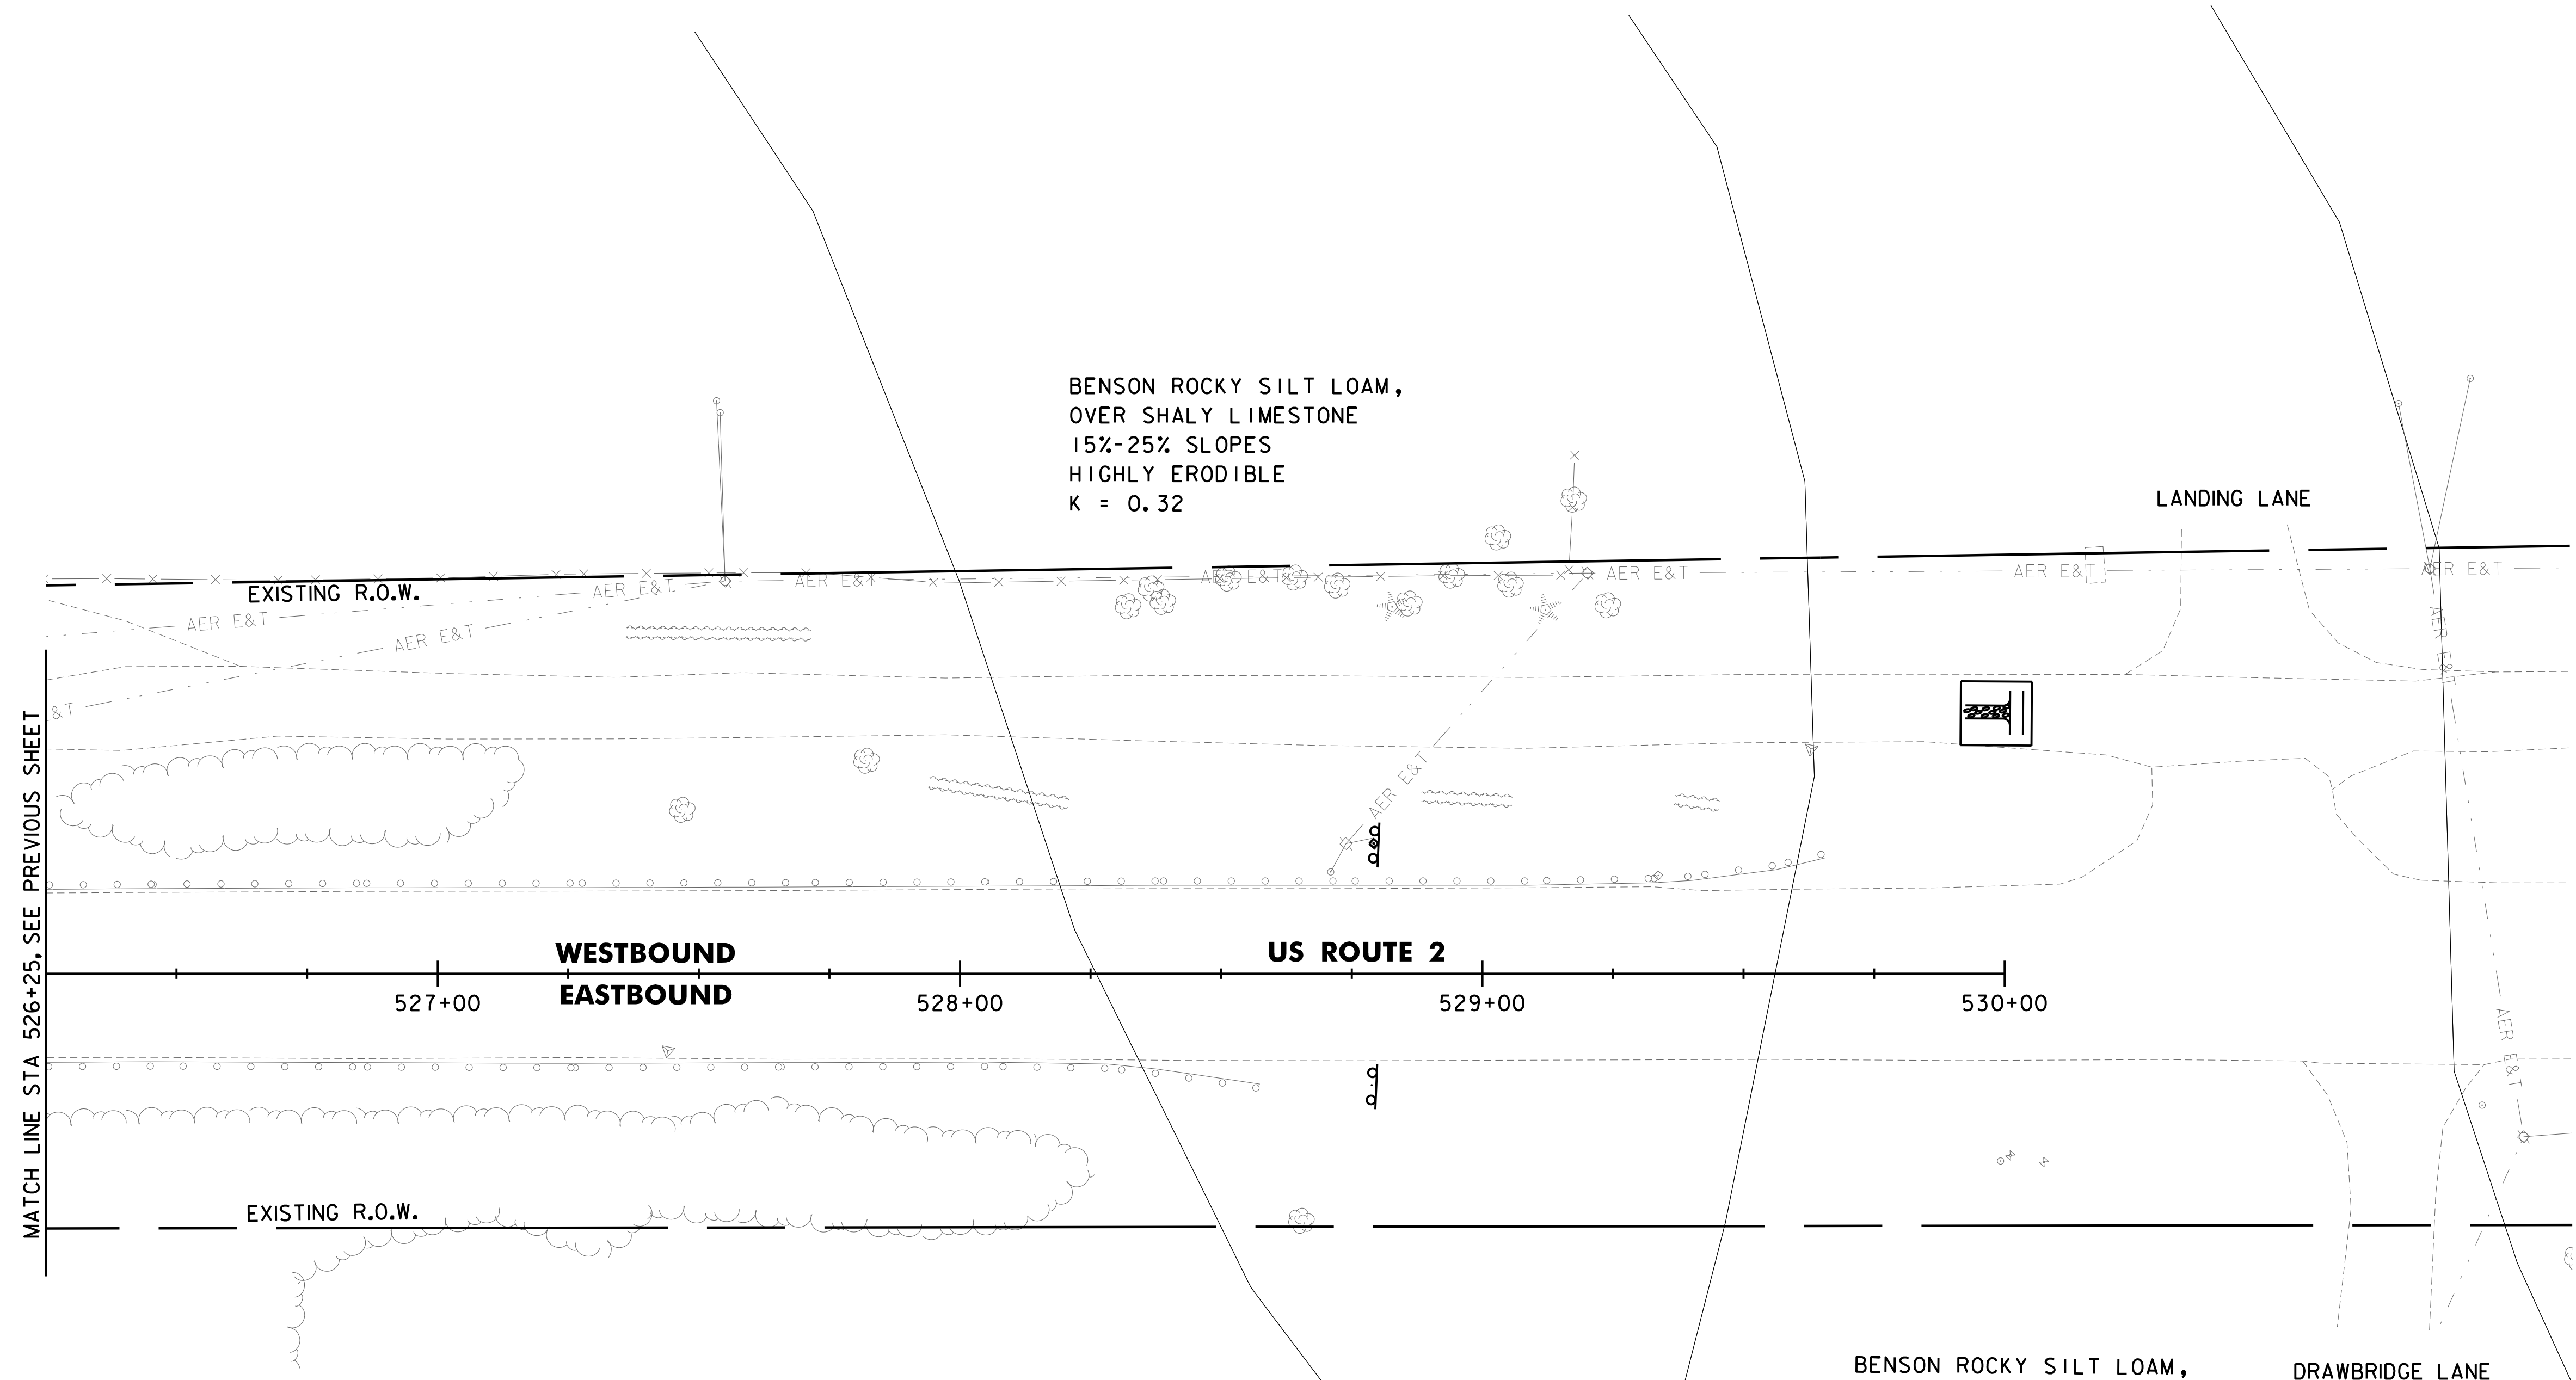 BENSON ROCKY SILT LOAM,
OVER SHALY LIMESTONE
15%-25% SLOPES
HIGHLY ERODIBLE
K = 0.32
LANDING LANE
EXISTING R.O.W.
AER E&T
AER E&T
AER E&T
AER E&T
AER E&T
AER E&T
AER E&T
AER E&T
AER E&T
&T
AER E&T
MATCH LINE STA 526+25, SEE PREVIOUS SHEET
WESTBOUND
US ROUTE 2
EASTBOUND
527+00
528+00
529+00
530+00
AER E&T
EXISTING R.O.W.
BENSON ROCKY SILT LOAM,
DRAWBRIDGE LANE